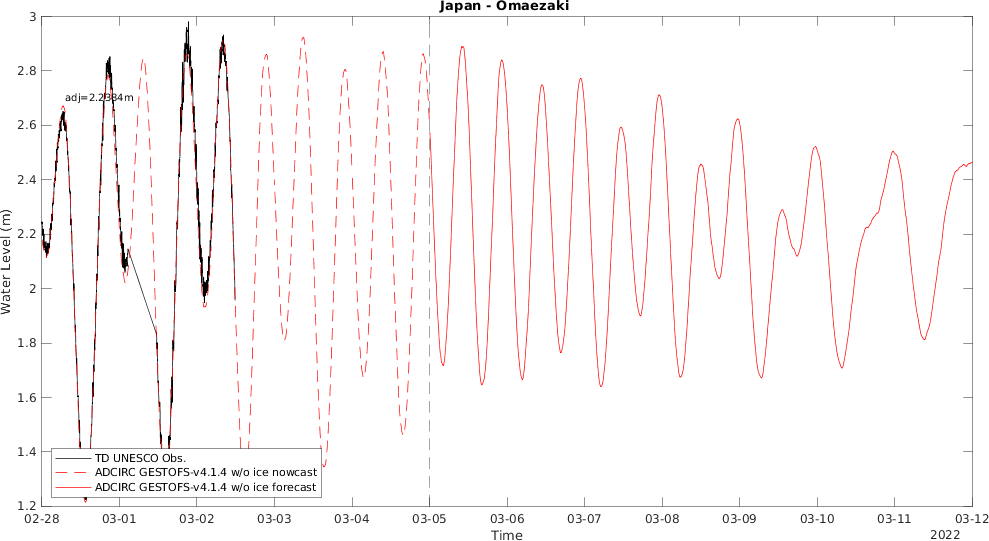 Japan - Omaezaki
3
2.8
2.6
2.4
2.2
2
1.8
1.6
1.4
1.2
Water Level (m)
adj=2.2384m
TD UNESCO Obs.
ADCIRC GESTOFS-v4.1.4 w/o ice nowcast
ADCIRC GESTOFS-v4.1.4 w/o ice forecast
02-28 03-01 03-02 03-03 03-04 03-05 03-06 03-07 03-08 03-09 03-10 03-11 03-12
Time
2022